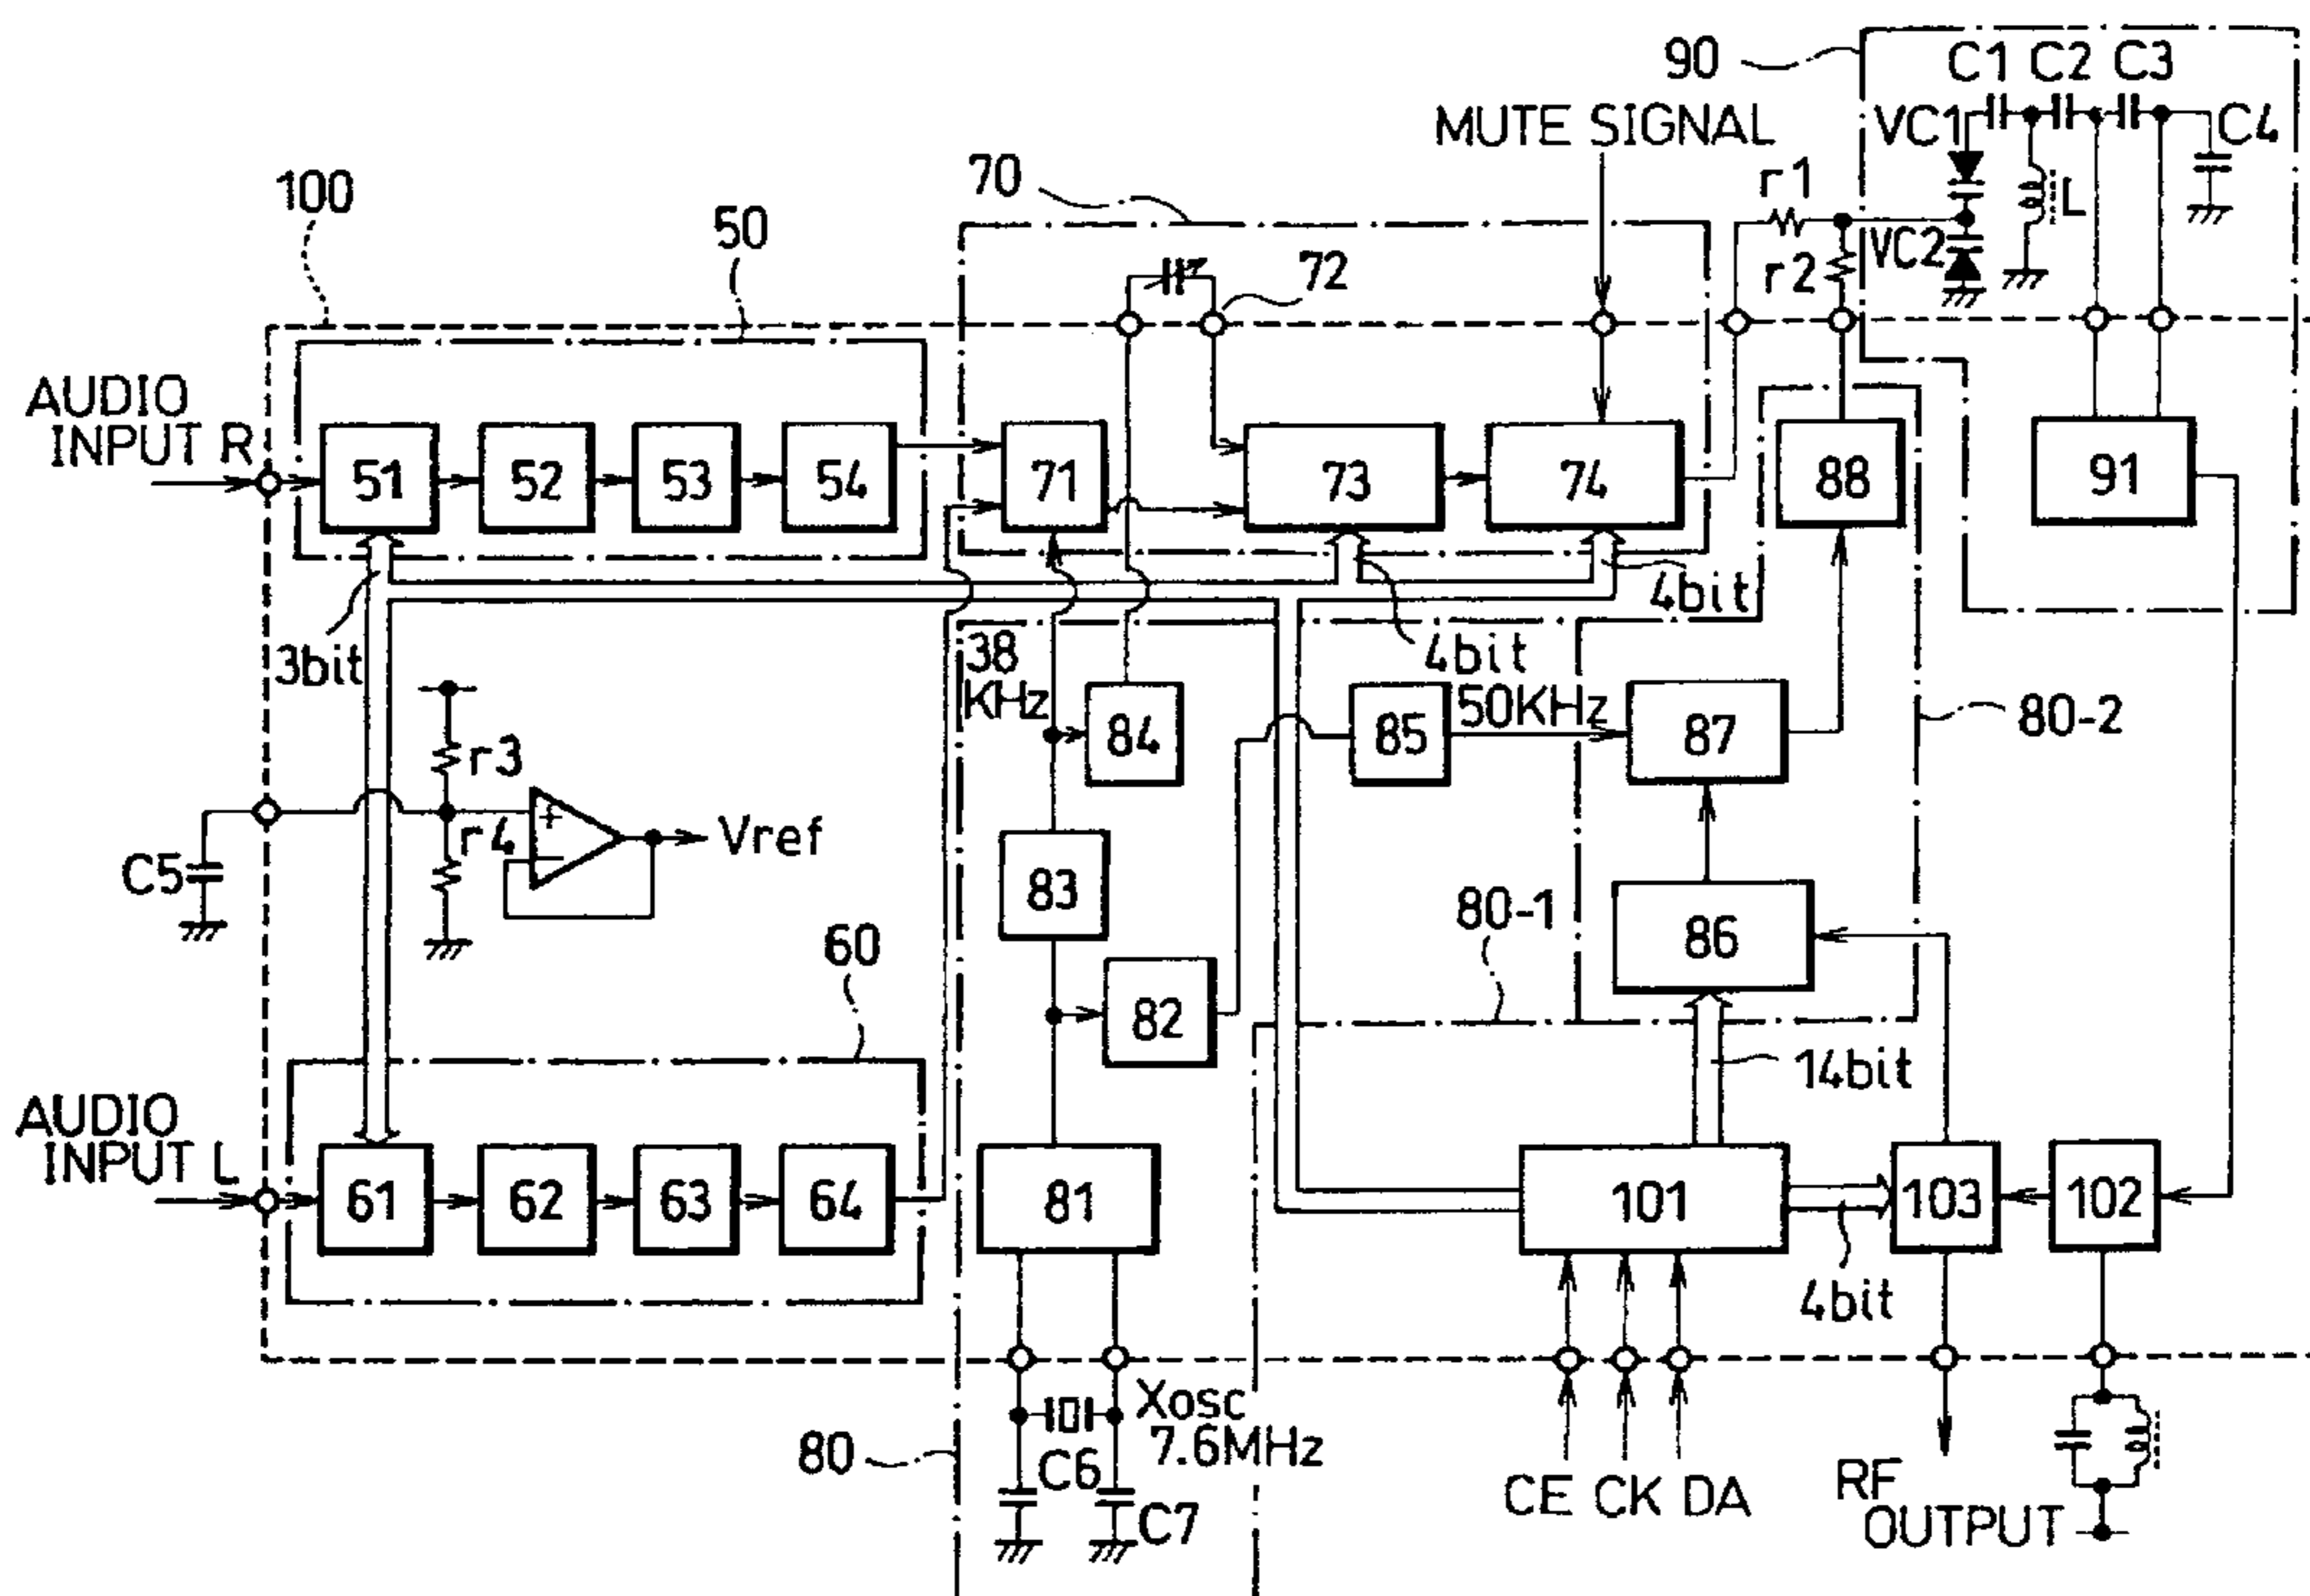 90
C1 C2 C3
VC1
C4
MUTE SIGNAL
70
r1
L
100
50
72
r2
VC2
AUDIO
INPUT R
51
52
53
54
71
73
74
88
91
3bit
4bit
4bit
38
KHz
50KHz
84
85
87
80-2
r3
r4
Vref
C5
83
80-1
86
60
82
14bit
AUDIO
INPUT L
61
62
63
64
81
101
103
102
4bit
Xosc
7.6MHz
80
C6
C7
CE CK DA
RF
OUTPUT